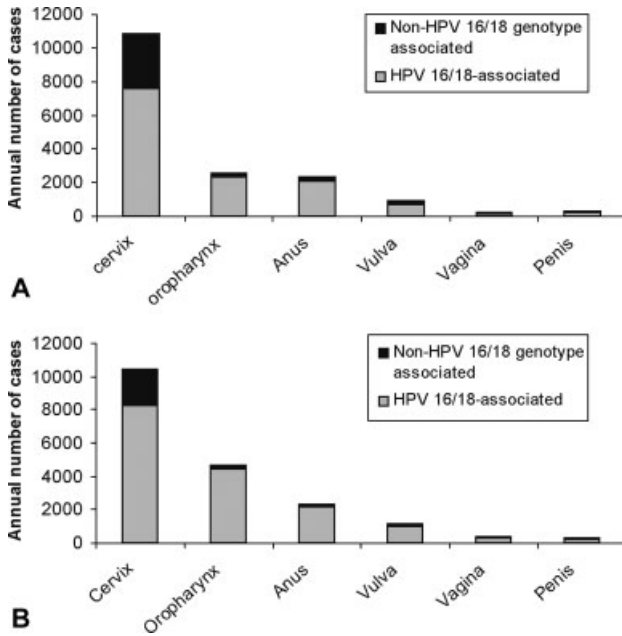 12000
10000
8000
6000
4000
2000
0
Annual number of cases
Non-HPV 16/18 genotype
associated
HPV 16/18-associated
cervix
oropharynx
Anus
Vulva
Vagina
Penis
A
12000
10000
8000
6000
4000
2000
0
Annual number of cases
Non-HPV 16/18 genotype
associated
HPV 16/18-associated
Cervix
Oropharynx
Anus
Vulva
Vagina
Penis
B